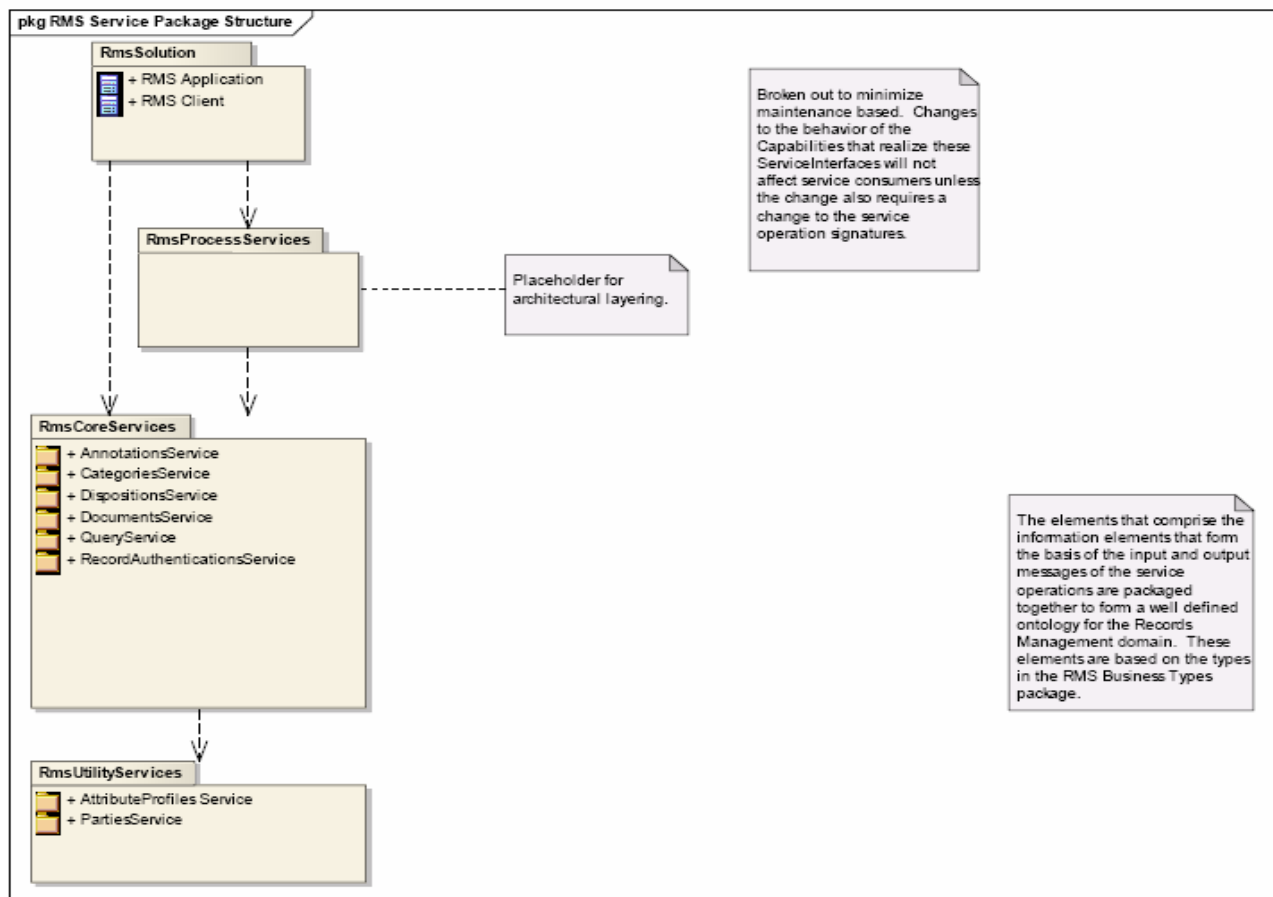 pkg RMS Service Package Structure
RmsSolution
+ RMS Application
+ RMS Client
Broken out to minimize
maintenance based. Changes
to the behavior of the
Capabilities that realize these
ServiceInterfaces will not
affect service consumers unless
the change also requires a
change to the service
operation signatures.
RmsProcessServices
Placeholder for
architectural layering.
RmsCoreServices
+ AnnotationsService
+ CategoriesService
+ DispositionsService
+ DocumentsService
+ QueryService
+ RecordAuthenticationsService
The elements that comprise the
information elements that form
the basis of the input and output
messages of the service
operations are packaged
together to form a well defined
ontology for the Records
Management domain. These
elements are based on the types
in the RMS Business Types
package.
RmsUtilityServices
+ AttributeProfiles Service
+ PartiesService